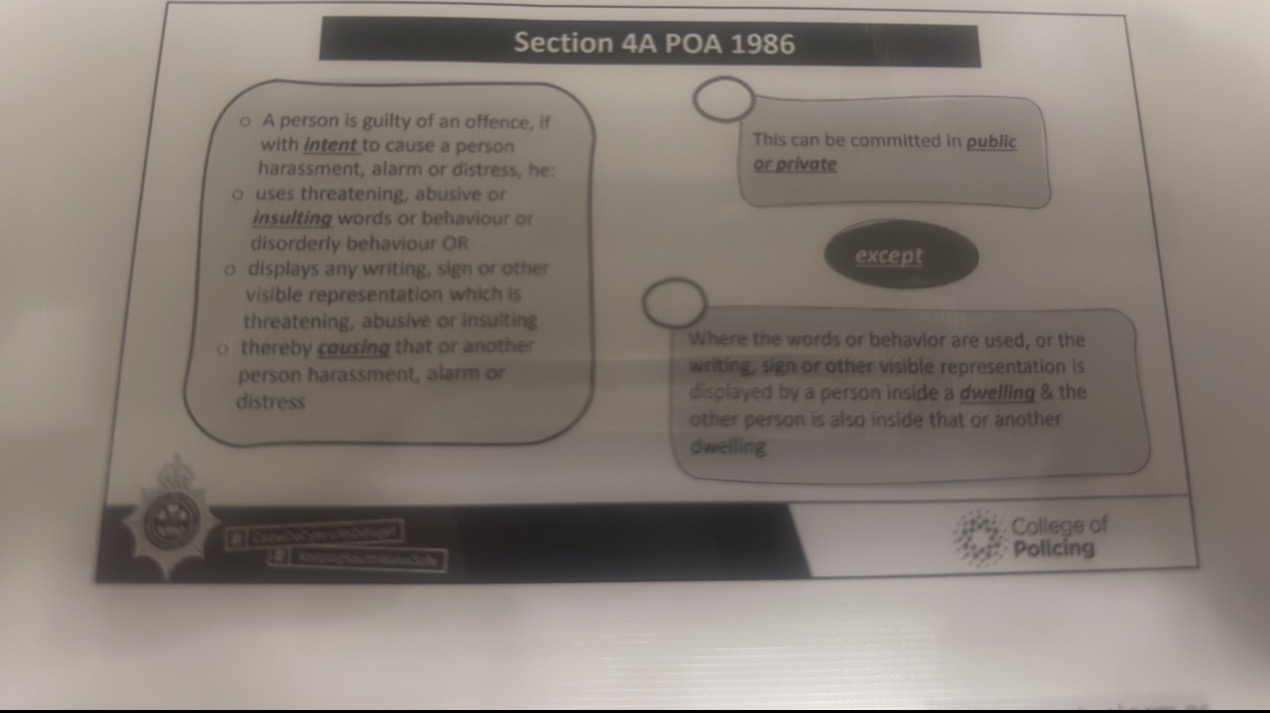 Section 4A POA 1986
o A person is guilty of an offence, if
with intent to cause a person
harassment, alarm or distress, he:
o uses threatening, abusive or
insulting words or behaviour or
disorderly behaviour OR
o displays any writing, sign or other
visible representation which is
threatening, abusive or insulting
o thereby causing that or another
person harassment, alarm or
distress
This can be committed in public
or private
except
Where the words or behavior are used, or the
writing, sign or other visible representation is
displayed by a person inside a dwelling & the
other person is also inside that or another
dwelling
# KeepingSouthWalesSafe
College of
Policing